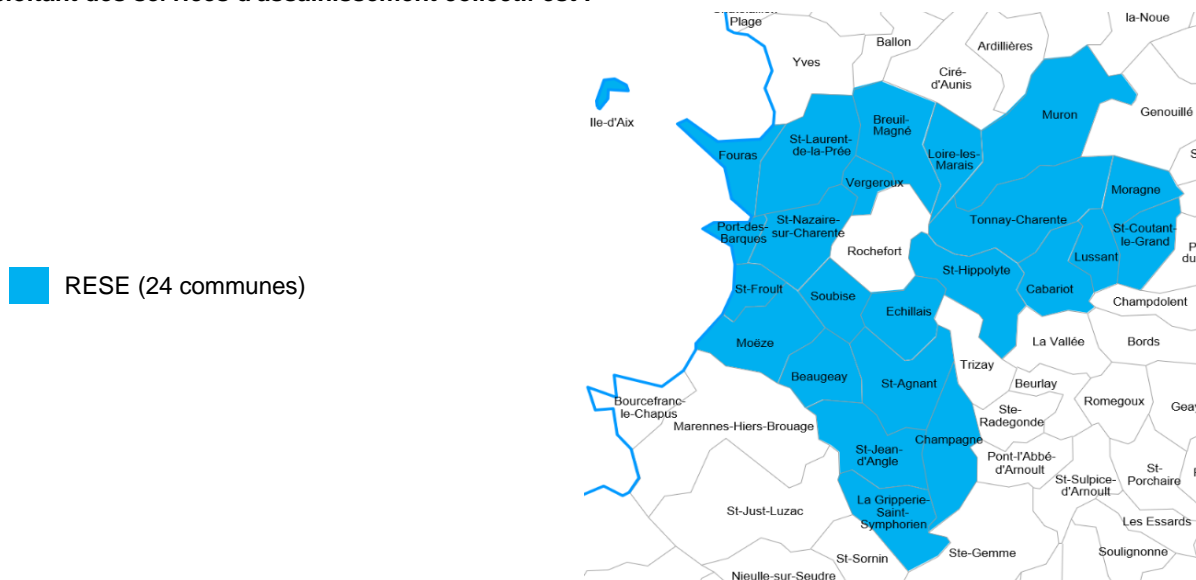 Plage
la-Noue
Ballon
Ardillières
Yves
Ciré-
d'Aunis
Ile-d'Aix
Genouillé
Muron
Breuil-
Magné
St-Laurent-
de-la-Prée
Fouras
Loire-les-
Marais
Vergeroux
Moragne
Port-des-
Barques
St-Nazaire-
sur-Charente
Tonnay-Charente
St-Coutant-
le-Grand
Rochefort
Lussant
St-Hippolyte
RESE (24 communes)
St-Froult
Soubise
Cabariot
Echillais
Champdolent
Moëze
La Vallée
Bords
Trizay
Beaugeay
St-Agnant
Beurlay
Bourcefranc-
le-Chapus
Romegoux
Ste-
Radegonde
Marennes-Hiers-Brouage
Champagne
St-Jean-
d'Angle
Pont-l'Abbé-
d'Arnoult
St-Sulpice-
d'Arnoult
St-
Porchaire
La Gripperie-
Saint-
Symphorien
St-Just-Luzac
Les Essards
St-Sornin
Ste-Gemme
Soulignonne
Nieulle-sur-Seudre